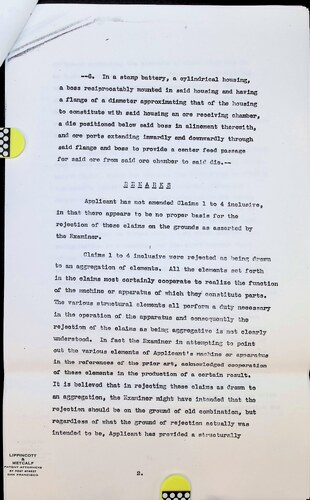 --6. In a stamp battery, a cylindrical housing,
a boss reciprocatably mounted in said housing and having
a flange of a diameter approximating that of the housing
to constitute with said housing an ore receiving chamber,
a die positioned below said boss in alinement therewith,
and ore ports extending inwardly and downwardly through
said flange and boss to provide a center feed passage
for said ore from said ore chamber to said die.--
REMARKS
Applicant has not amended Claims 1 to 4 inclusive,
in that there appears to be no proper basis for the
rejection of these claims on the grounds as asserted
by the Examiner.
Claims 1 to 4 inclusive were rejected as being drawn
to an aggregation of elements. All the elements set forth
in the claims most certainly cooperate to realize the function
of the machine or apparatus of which they constitute parts.
The various structural elements all perform a duty necessary
in the operation of the apparatus and consequently the
rejection of the claims as being aggregative is not clearly
understood. In fact the Examiner in attempting to point
out the various elements of Applicant's machine or apparatus
in the references of the prior art, acknowledged cooperation
of these elements in the production of a certain result.
It is believed that in rejecting these claims as drawn to
an aggregation, the Examiner might have intended that the
rejection should be on the ground of old combination, but
regardless of what the ground of rejection actually was
intended to be, Applicant has provided a structurally
LIPPINCOTT
&
METCALF
PATENT ATTORNEYS
57 POST STREET
SAN FRANCISCO
2.